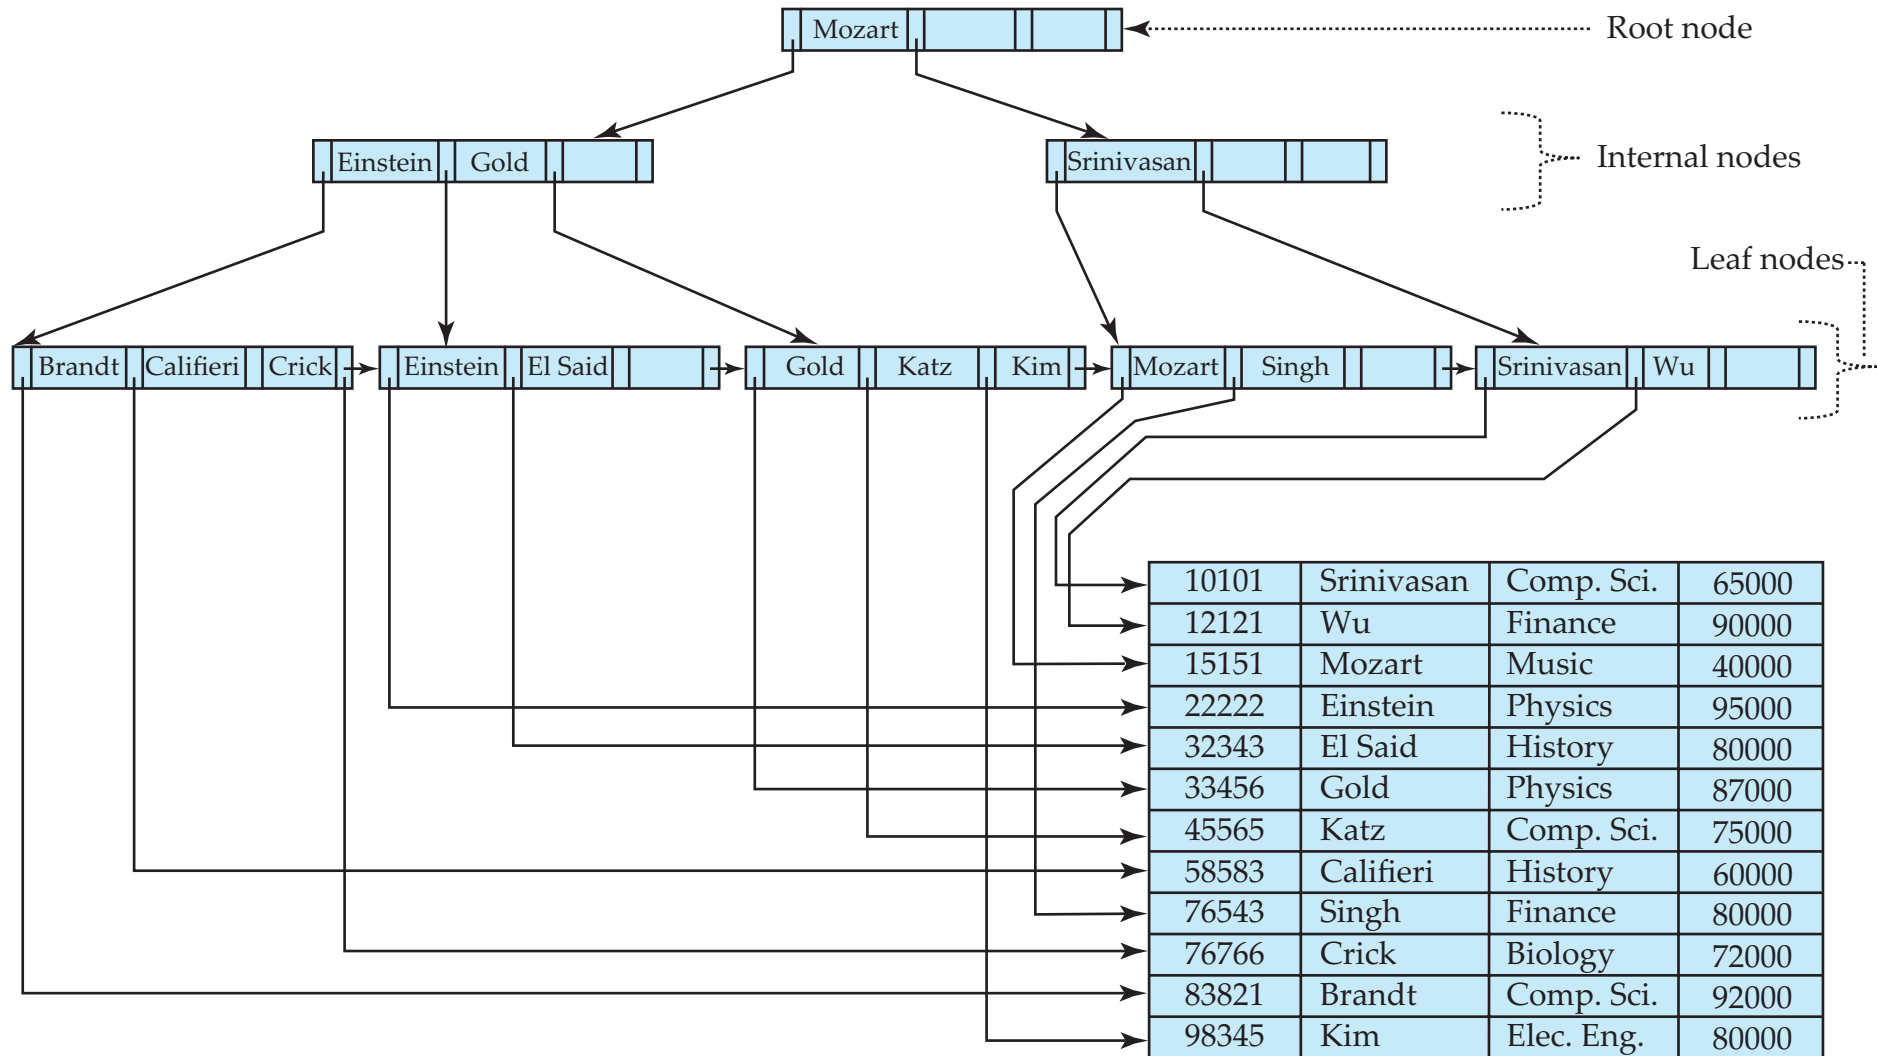 Mozart
Root node
Einstein Gold
Srinivasan
Internal nodes
Leaf nodes
Brandt Califieri Crick
Einstein El Said
Gold Katz Kim
Mozart Singh
Srinivasan Wu
10101 Srinivasan Comp. Sci. 65000
12121 Wu Finance 90000
15151 Mozart Music 40000
22222 Einstein Physics 95000
32343 El Said History 80000
33456 Gold Physics 87000
45565 Katz Comp. Sci. 75000
58583 Califieri History 60000
76543 Singh Finance 80000
76766 Crick Biology 72000
83821 Brandt Comp. Sci. 92000
98345 Kim Elec. Eng. 80000